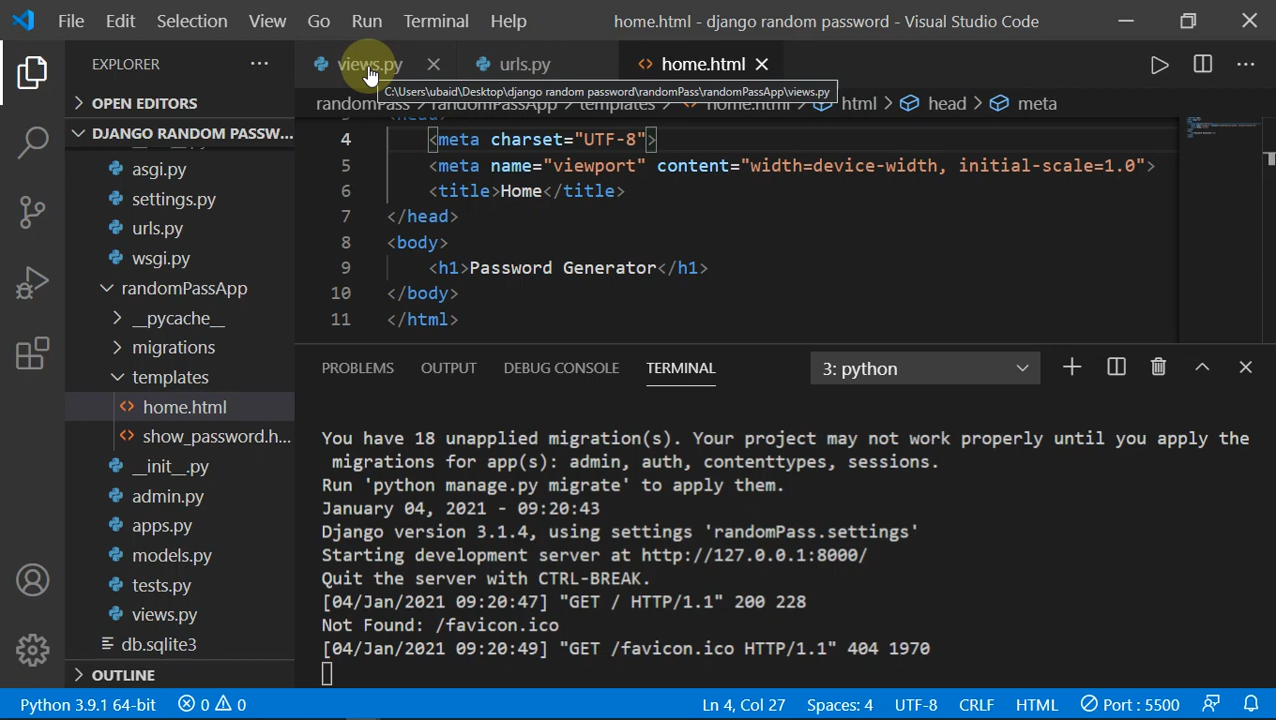 File Edit Selection View Go Run Terminal Help home.html - django random password - Visual Studio Code
EXPLORER ...
views.py urls.py home.html
C:\Users\ubaid\Desktop\django random password\randomPass\randomPassApp\views.py
randomPass > randomPassApp > templates > home.html > html > head > meta
OPEN EDITORS
DJANGO RANDOM PASSW...
asgi.py
settings.py
urls.py
wsgi.py
randomPassApp
__pycache__
migrations
templates
home.html
show_password.h...
__init__.py
admin.py
apps.py
models.py
tests.py
views.py
db.sqlite3
OUTLINE
4 <meta charset="UTF-8">
5 <meta name="viewport" content="width=device-width, initial-scale=1.0">
6 <title>Home</title>
7 </head>
8 <body>
9 <h1>Password Generator</h1>
10 </body>
11 </html>
PROBLEMS OUTPUT DEBUG CONSOLE TERMINAL 3: python
You have 18 unapplied migration(s). Your project may not work properly until you apply the
migrations for app(s): admin, auth, contenttypes, sessions.
Run 'python manage.py migrate' to apply them.
January 04, 2021 - 09:20:43
Django version 3.1.4, using settings 'randomPass.settings'
Starting development server at http://127.0.0.1:8000/
Quit the server with CTRL-BREAK.
[04/Jan/2021 09:20:47] "GET / HTTP/1.1" 200 228
Not Found: /favicon.ico
[04/Jan/2021 09:20:49] "GET /favicon.ico HTTP/1.1" 404 1970
Python 3.9.1 64-bit 0 0 Ln 4, Col 27 Spaces: 4 UTF-8 CRLF HTML Port : 5500